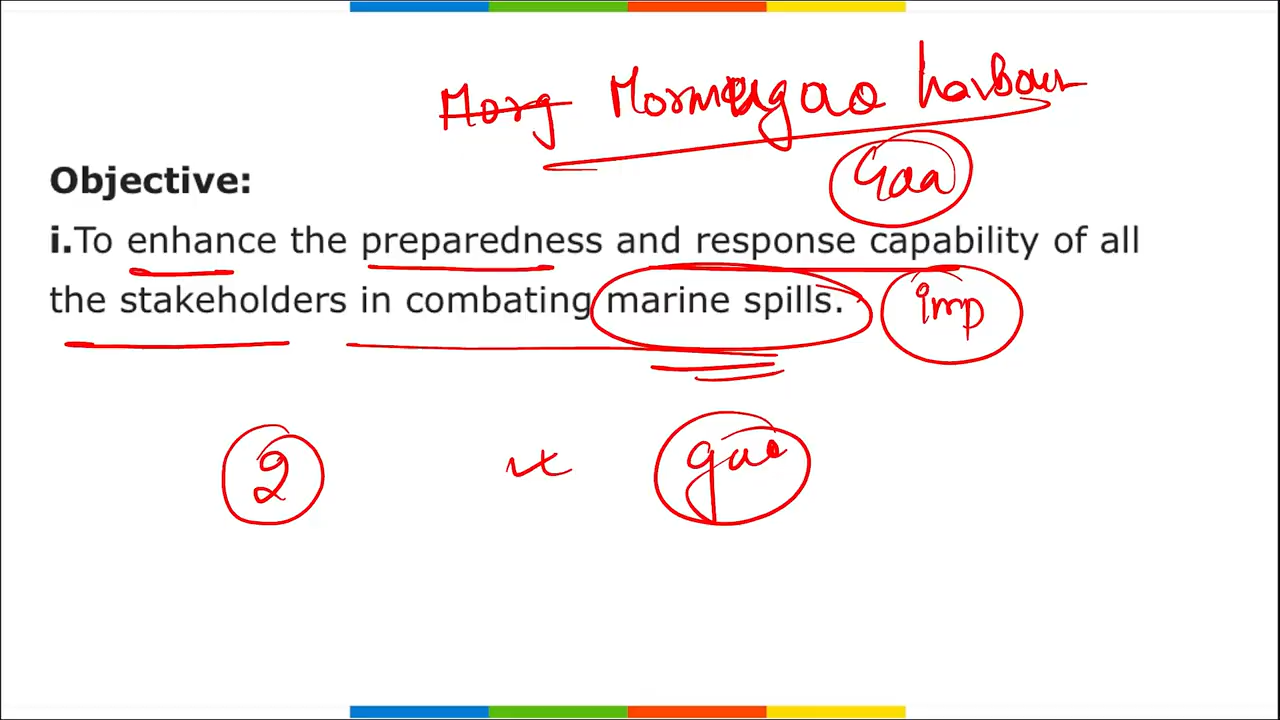 Morg Mormugao harbour
Goa
Objective:
i.To enhance the preparedness and response capability of all
the stakeholders in combating marine spills.
imp
2
goa